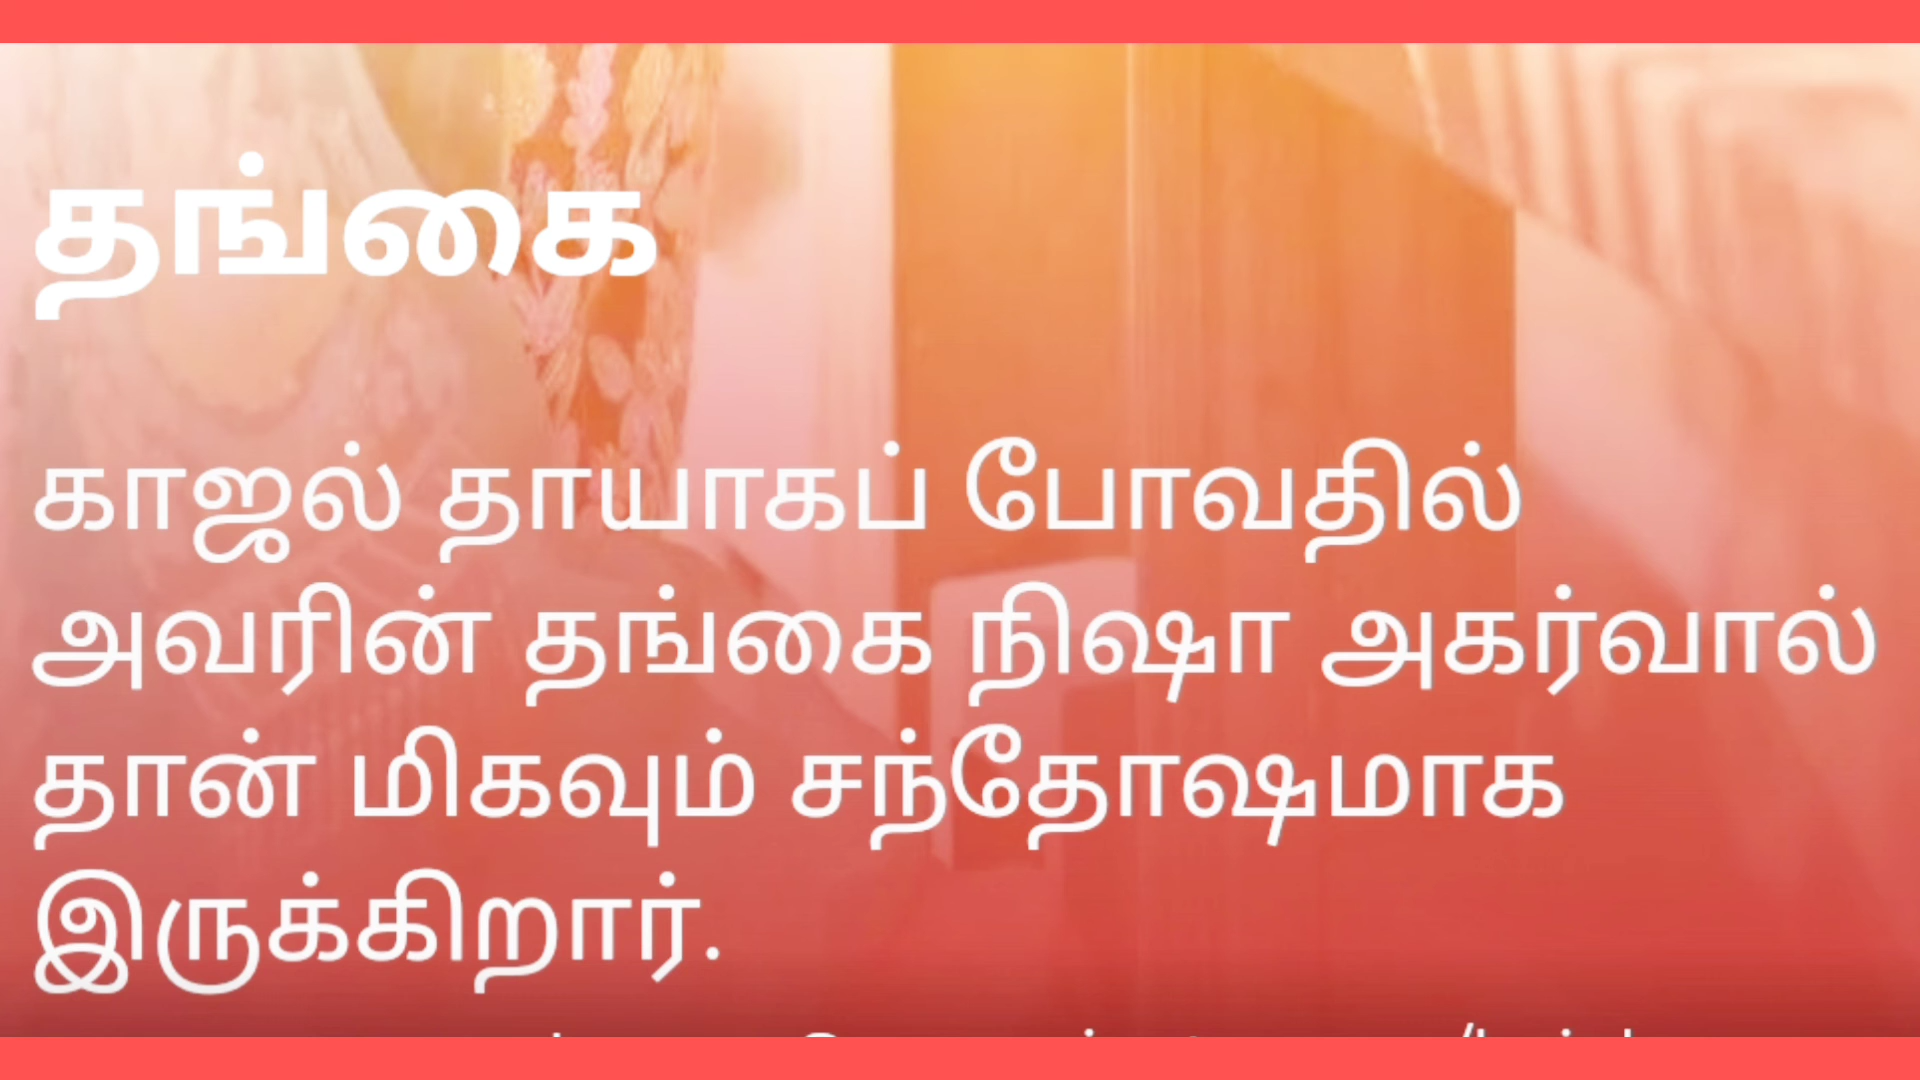 தங்கை
காஜல் தாயாகப் போவதில்
அவரின் தங்கை நிஷா அகர்வால்
தான் மிகவும் சந்தோஷமாக
இருக்கிறார்.